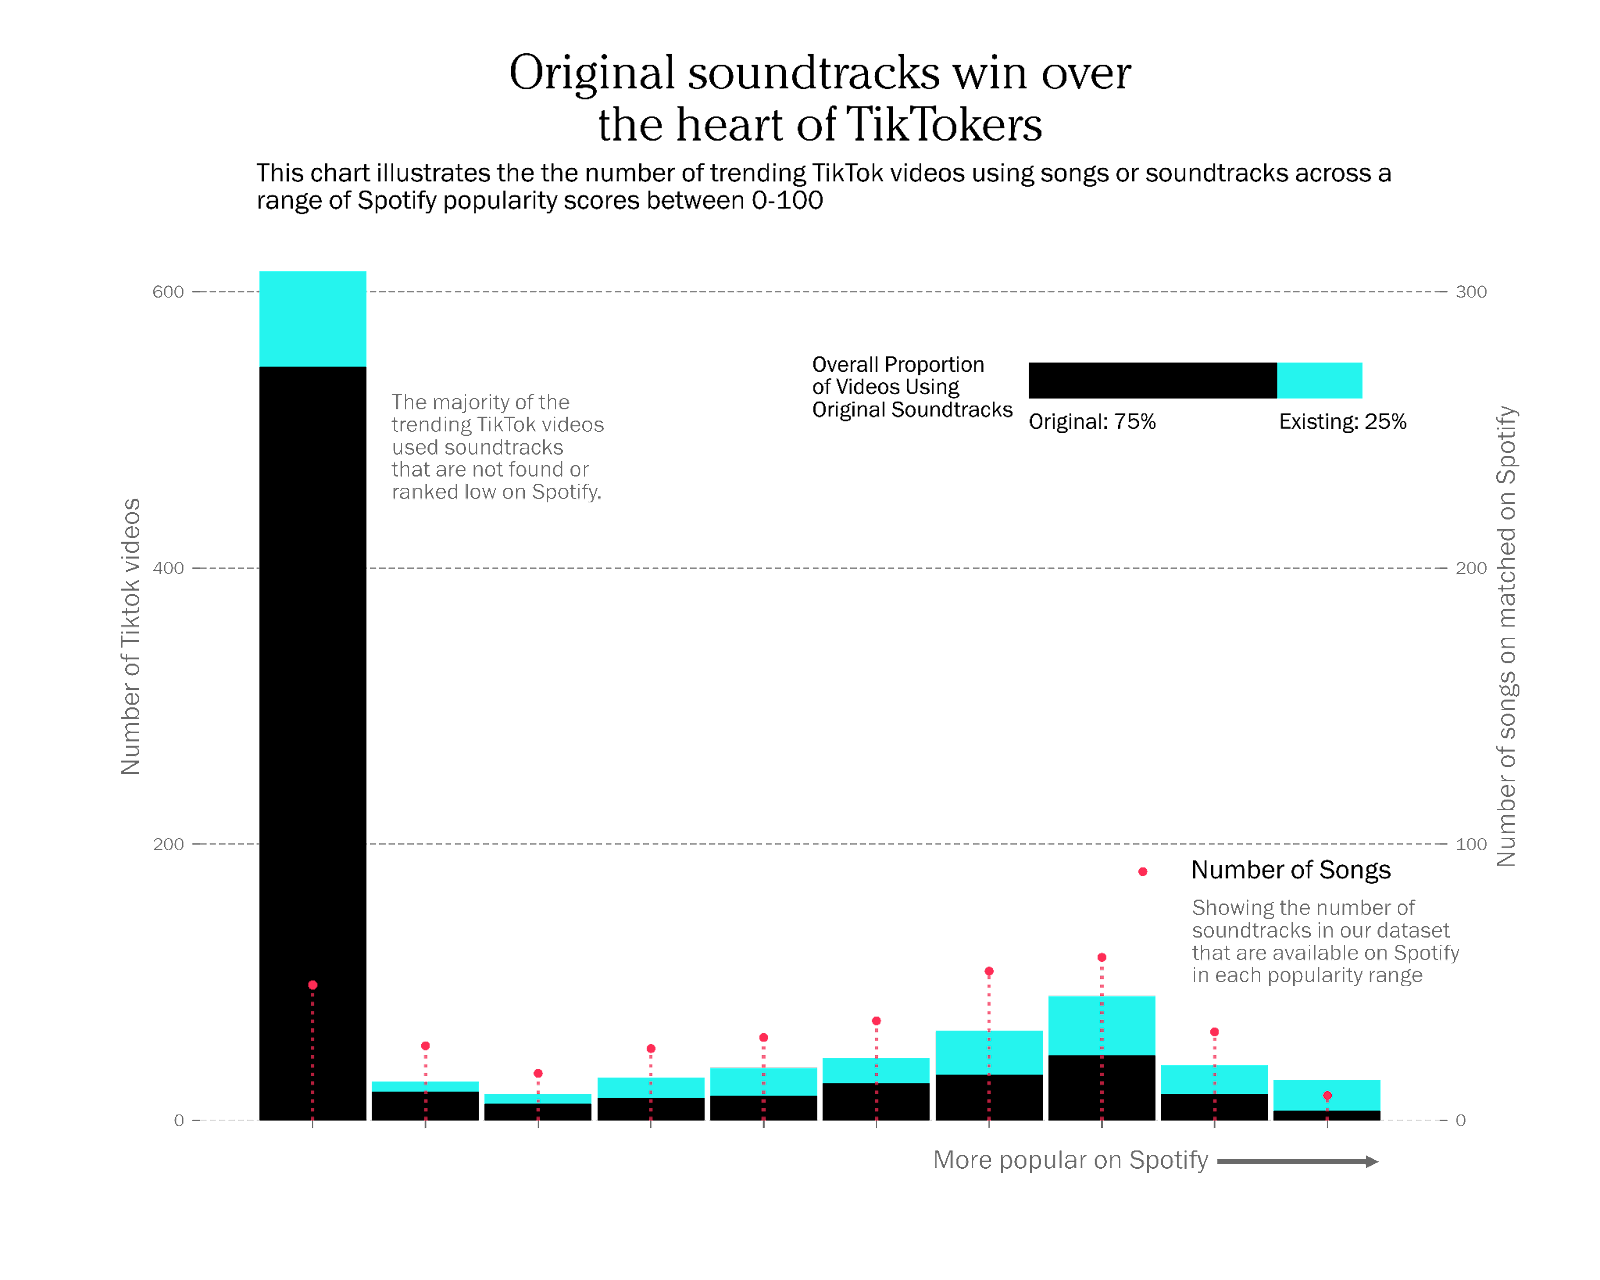 Original soundtracks win over
the heart of TikTokers
This chart illustrates the the number of trending TikTok videos using songs or soundtracks across a
range of Spotify popularity scores between 0-100
600
300
Overall Proportion
of Videos Using
Original Soundtracks
Original: 75%
Existing: 25%
The majority of the
trending TikTok videos
used soundtracks
that are not found or
ranked low on Spotify.
Number of Tiktok videos
Number of songs on matched on Spotify
400
200
200
100
Number of Songs
Showing the number of
soundtracks in our dataset
that are available on Spotify
in each popularity range
0
0
More popular on Spotify